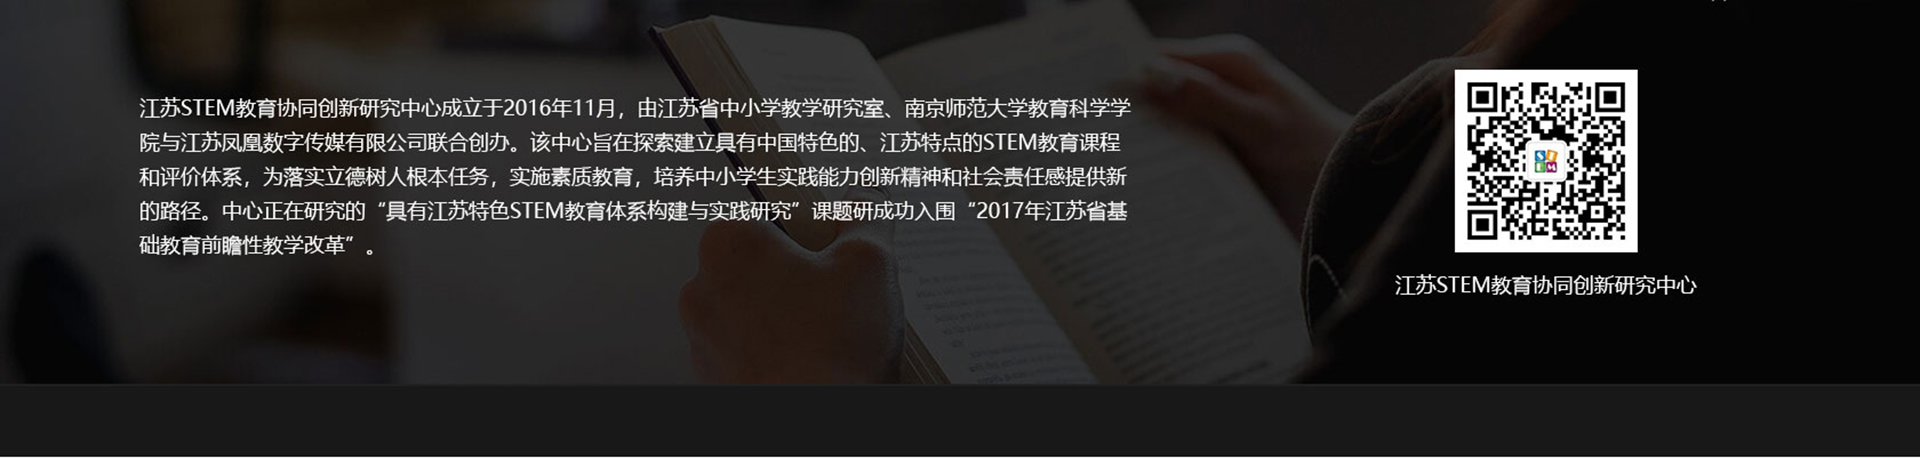 江苏STEM教育协同创新研究中心成立于2016年11月，由江苏省中小学教学研究室、南京师范大学教育科学学
院与江苏凤凰数字传媒有限公司联合创办。该中心旨在探索建立具有中国特色的、江苏特点的STEM教育课程
和评价体系，为落实立德树人根本任务，实施素质教育，培养中小学生实践能力创新精神和社会责任感提供新
的路径。中心正在研究的“具有江苏特色STEM教育体系构建与实践研究”课题研成功入围“2017年江苏省基
础教育前瞻性教学改革”。
STEM
江苏STEM教育协同创新研究中心